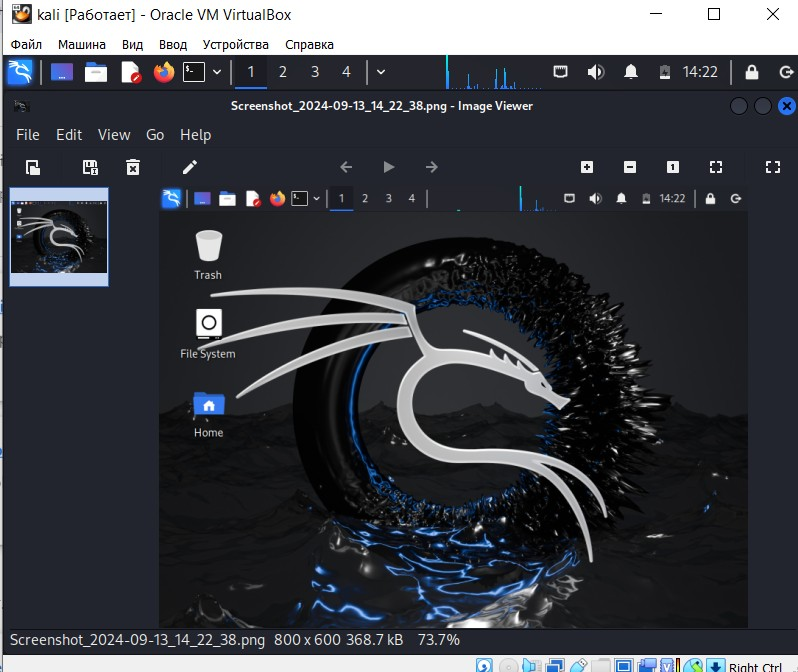 kali [Работает] - Oracle VM VirtualBox
Файл Машина Вид Ввод Устройства Справка
1 2 3 4 14:22
Screenshot_2024-09-13_14_22_38.png - Image Viewer
File Edit View Go Help
1 2 3 4 14:22
Trash
File System
Home
Screenshot_2024-09-13_14_22_38.png 800 x 600 368.7 kB 73.7%
Right Ctrl